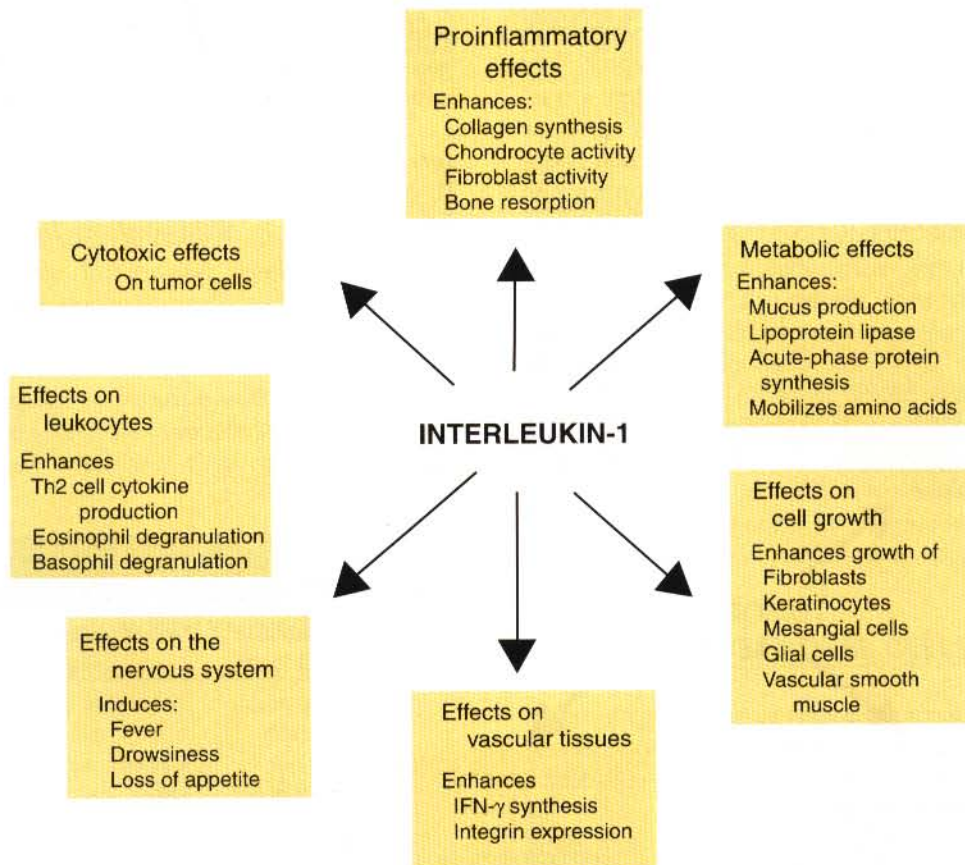 Proinflammatory
effects
Enhances:
Collagen synthesis
Chondrocyte activity
Fibroblast activity
Bone resorption
Cytotoxic effects
On tumor cells
Metabolic effects
Enhances:
Mucus production
Lipoprotein lipase
Acute-phase protein
synthesis
Mobilizes amino acids
Effects on
leukocytes
Enhances
Th2 cell cytokine
production
Eosinophil degranulation
Basophil degranulation
INTERLEUKIN-1
Effects on
cell growth
Enhances growth of
Fibroblasts
Keratinocytes
Mesangial cells
Glial cells
Vascular smooth
muscle
Effects on the
nervous system
Induces:
Fever
Drowsiness
Loss of appetite
Effects on
vascular tissues
Enhances
IFN-γ synthesis
Integrin expression